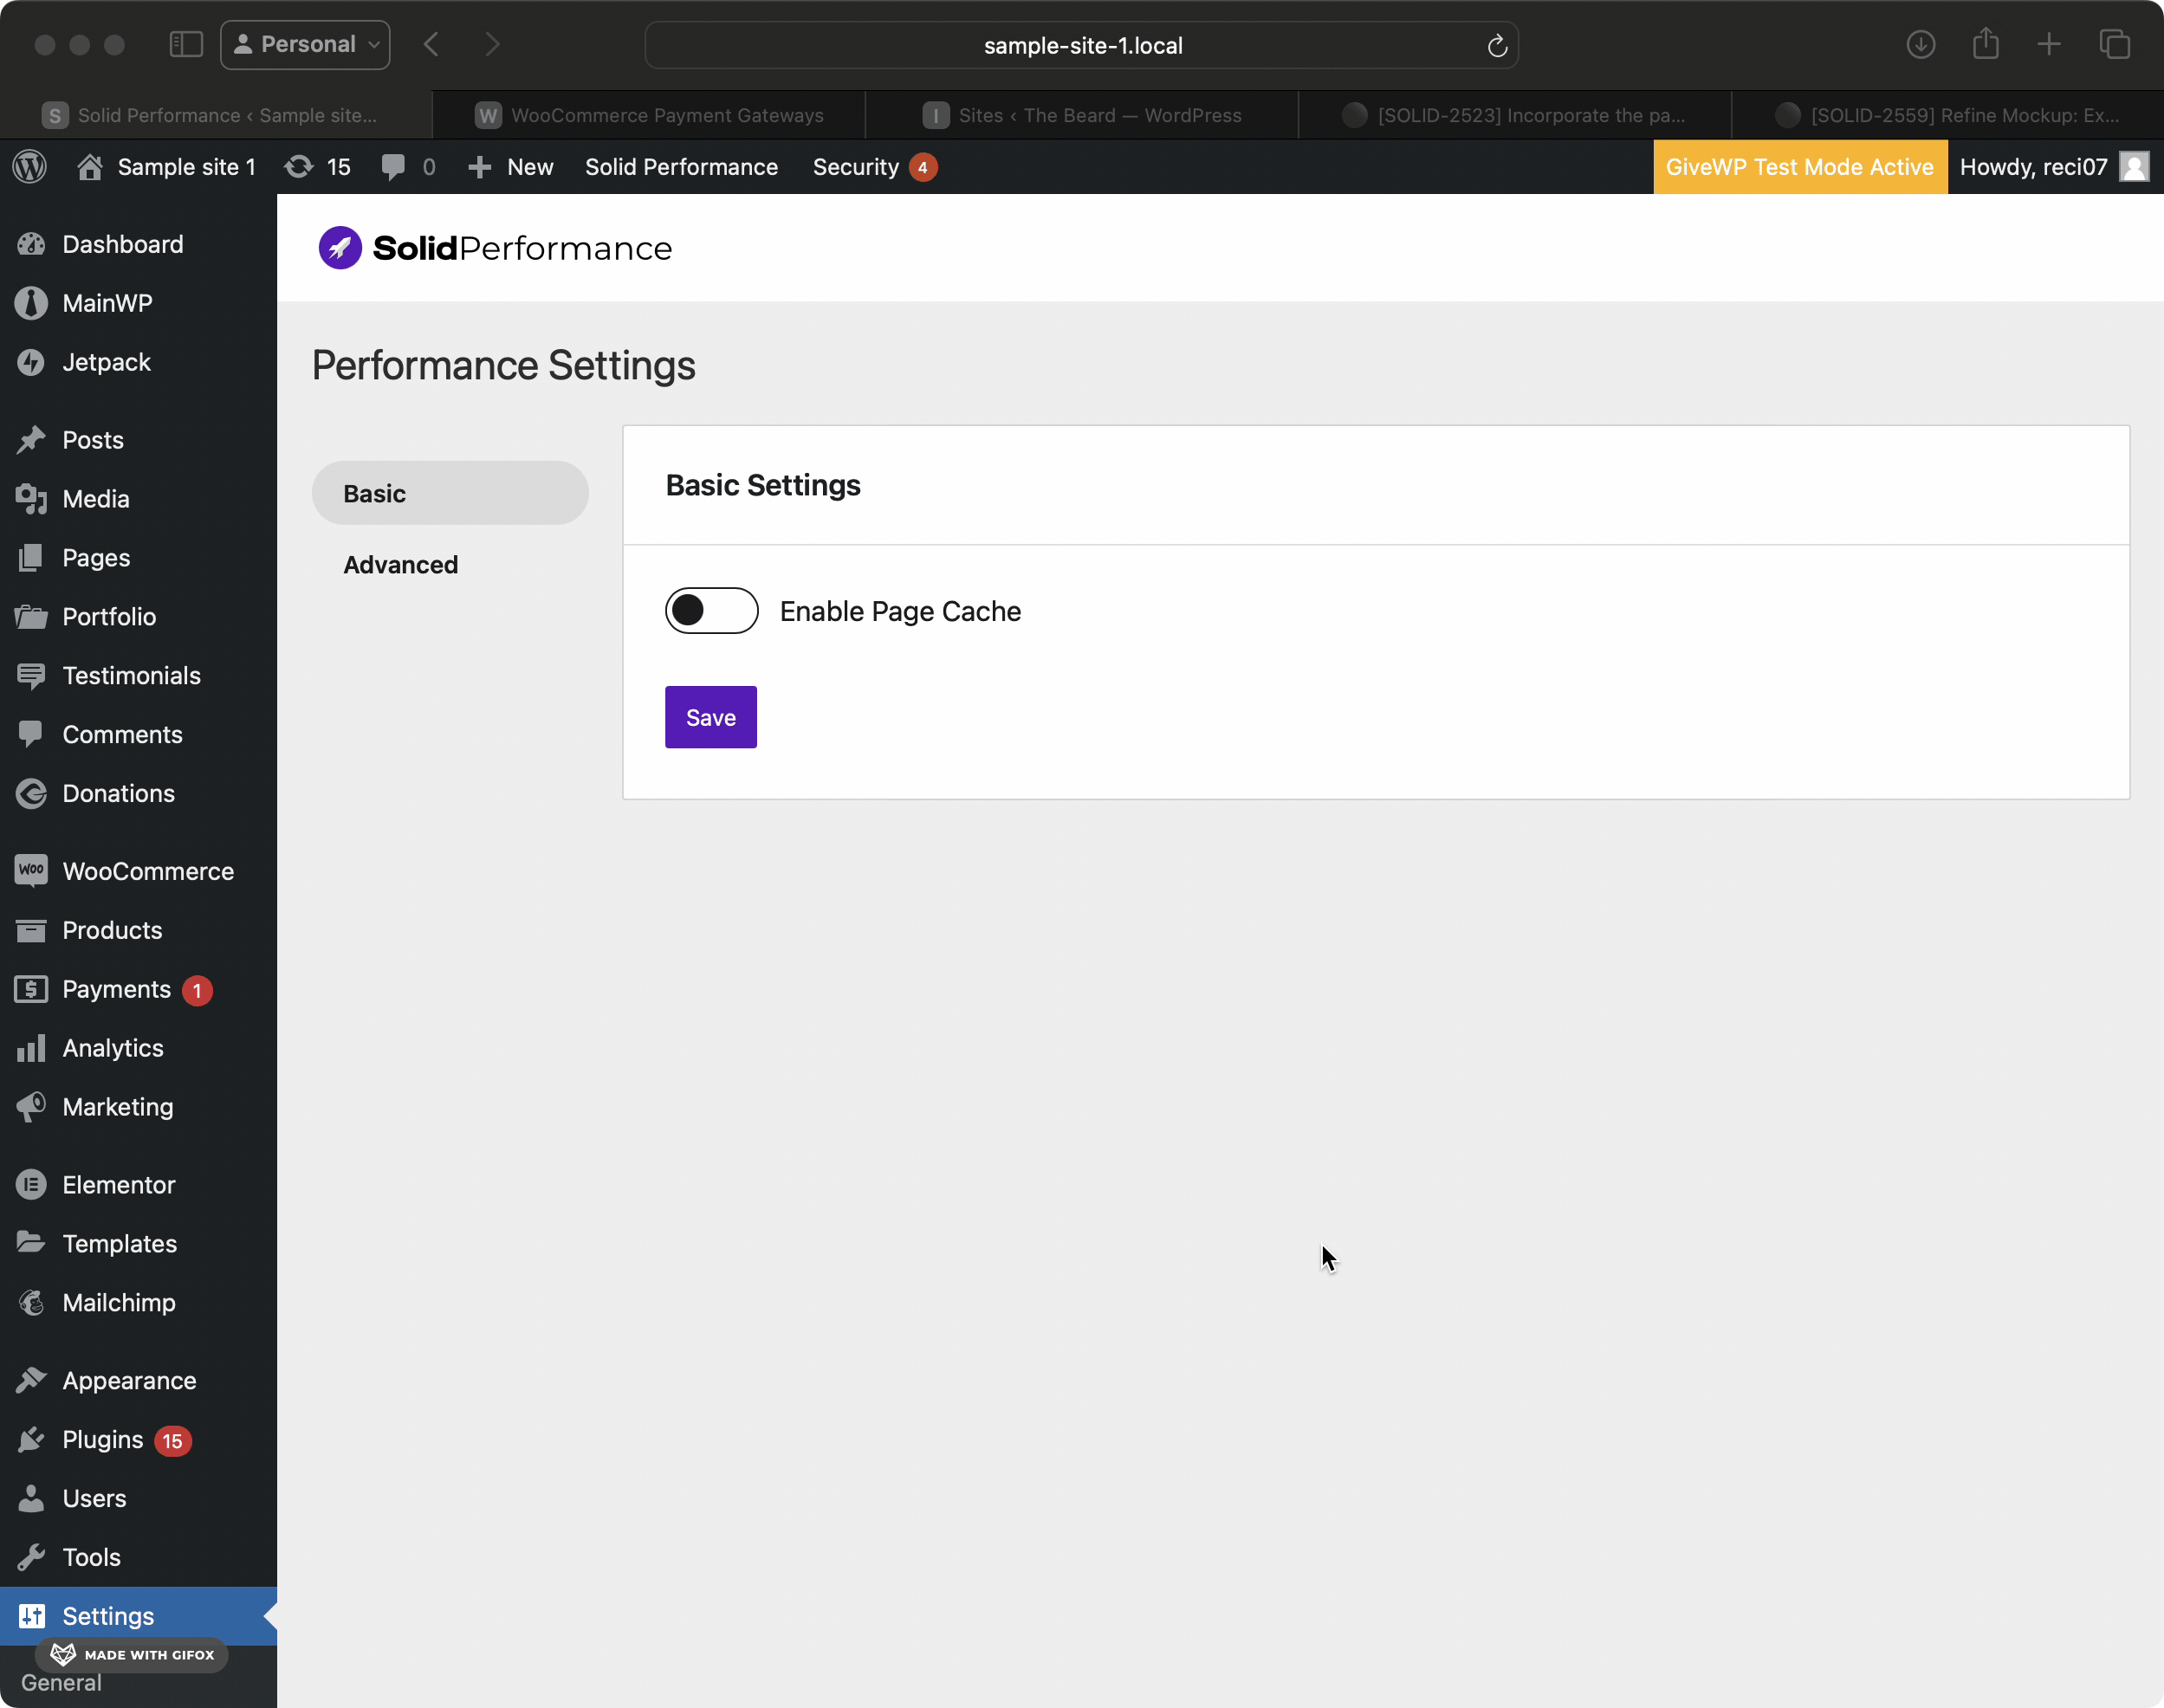 Personal
sample-site-1.local
S Solid Performance ‹ Sample site...
W WooCommerce Payment Gateways
I Sites ‹ The Beard — WordPress
[SOLID-2523] Incorporate the pa...
[SOLID-2559] Refine Mockup: Ex...
Sample site 1
15
0
New
Solid Performance
Security 4
GiveWP Test Mode Active
Howdy, reci07
Dashboard
MainWP
Jetpack
Posts
Media
Pages
Portfolio
Testimonials
Comments
Donations
WooCommerce
Products
Payments 1
Analytics
Marketing
Elementor
Templates
Mailchimp
Appearance
Plugins 15
Users
Tools
Settings
MADE WITH GIFOX
General
SolidPerformance
Performance Settings
Basic
Advanced
Basic Settings
Enable Page Cache
Save